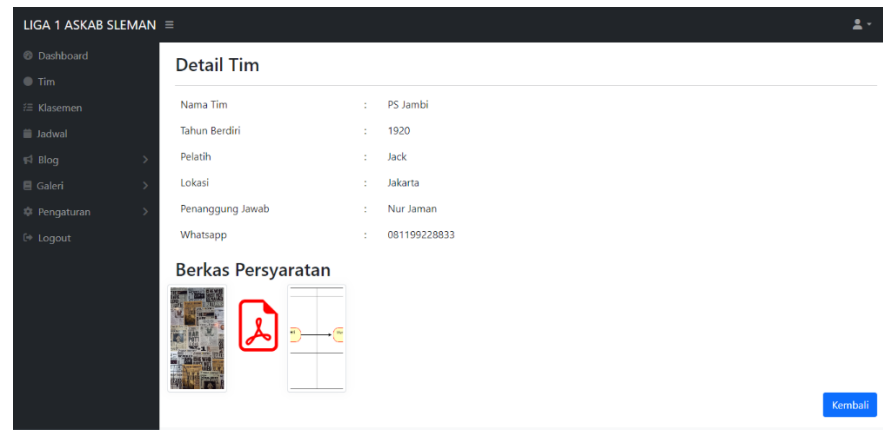 LIGA 1 ASKAB SLEMAN
Dashboard
Tim
Klasemen
Jadwal
Blog
Galeri
Pengaturan
Logout
Detail Tim
Nama Tim : PS Jambi
Tahun Berdiri : 1920
Pelatih : Jack
Lokasi : Jakarta
Penanggung Jawab : Nur Jaman
Whatsapp : 081199228833
Berkas Persyaratan
Kembali